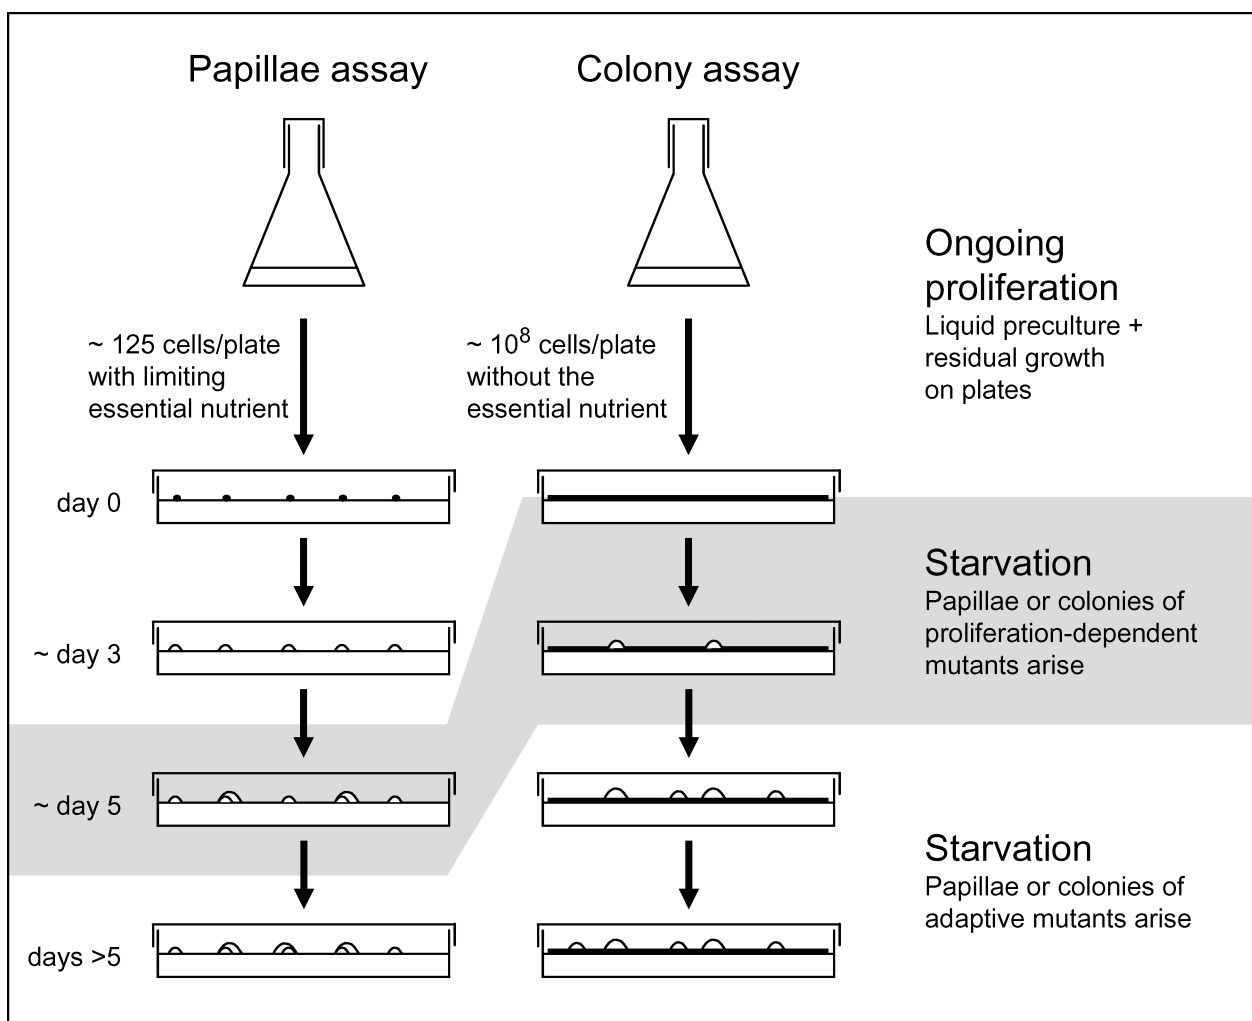 Papillae assay
Colony assay
~ 125 cells/plate
with limiting
essential nutrient
~ 10⁸ cells/plate
without the
essential nutrient
Ongoing
proliferation
Liquid preculture +
residual growth
on plates
day 0
Starvation
Papillae or colonies of
proliferation-dependent
mutants arise
~ day 3
~ day 5
Starvation
Papillae or colonies of
adaptive mutants arise
days >5